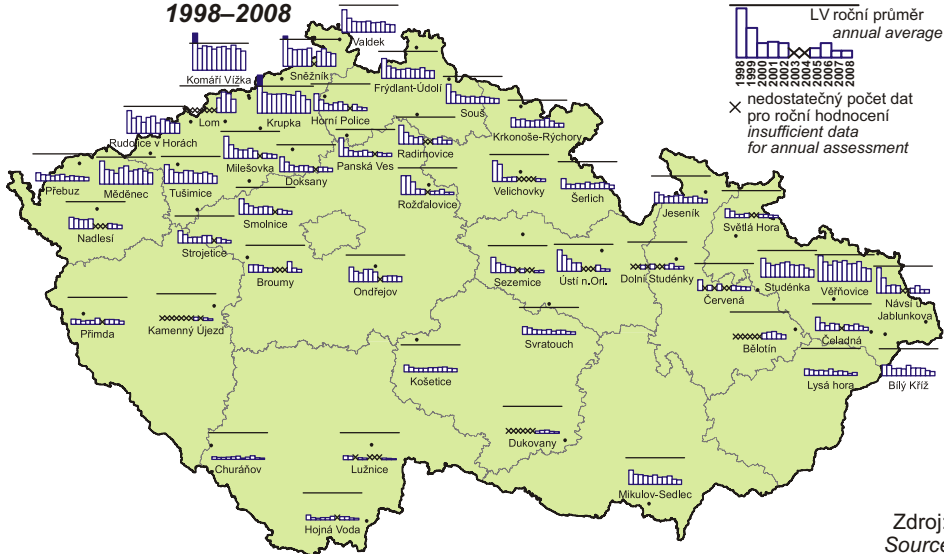 1998–2008
LV roční průměr
annual average
1998
1999
2000
2001
2002
2003
2004
2005
2006
2007
2008
× nedostatečný počet dat
pro roční hodnocení
insufficient data
for annual assessment
Valdek
Komáří Vížka
Sněžník
Frýdlant-Údolí
Souš
Rudolice v Horách
Lom
Krupka
Horní Police
Krkonoše-Rýchory
Milešovka
Doksany
Panská Ves
Radimovice
Přebuz
Měděnec
Tušimice
Rožďalovice
Velichovky
Šerlich
Jeseník
Smolnice
Světlá Hora
Nadlesí
Strojetice
Broumy
Ondřejov
Sezemice
Ústí n.Orl.
Dolní Studénky
Červená
Studénka
Věřňovice
Návsí u
Jablunkova
Přimda
Kamenný Újezd
Svratouch
Bělotín
Čeladná
Košetice
Lysá hora
Bílý Kříž
Churáňov
Lužnice
Dukovany
Mikulov-Sedlec
Hojná Voda
Zdroj:
Source